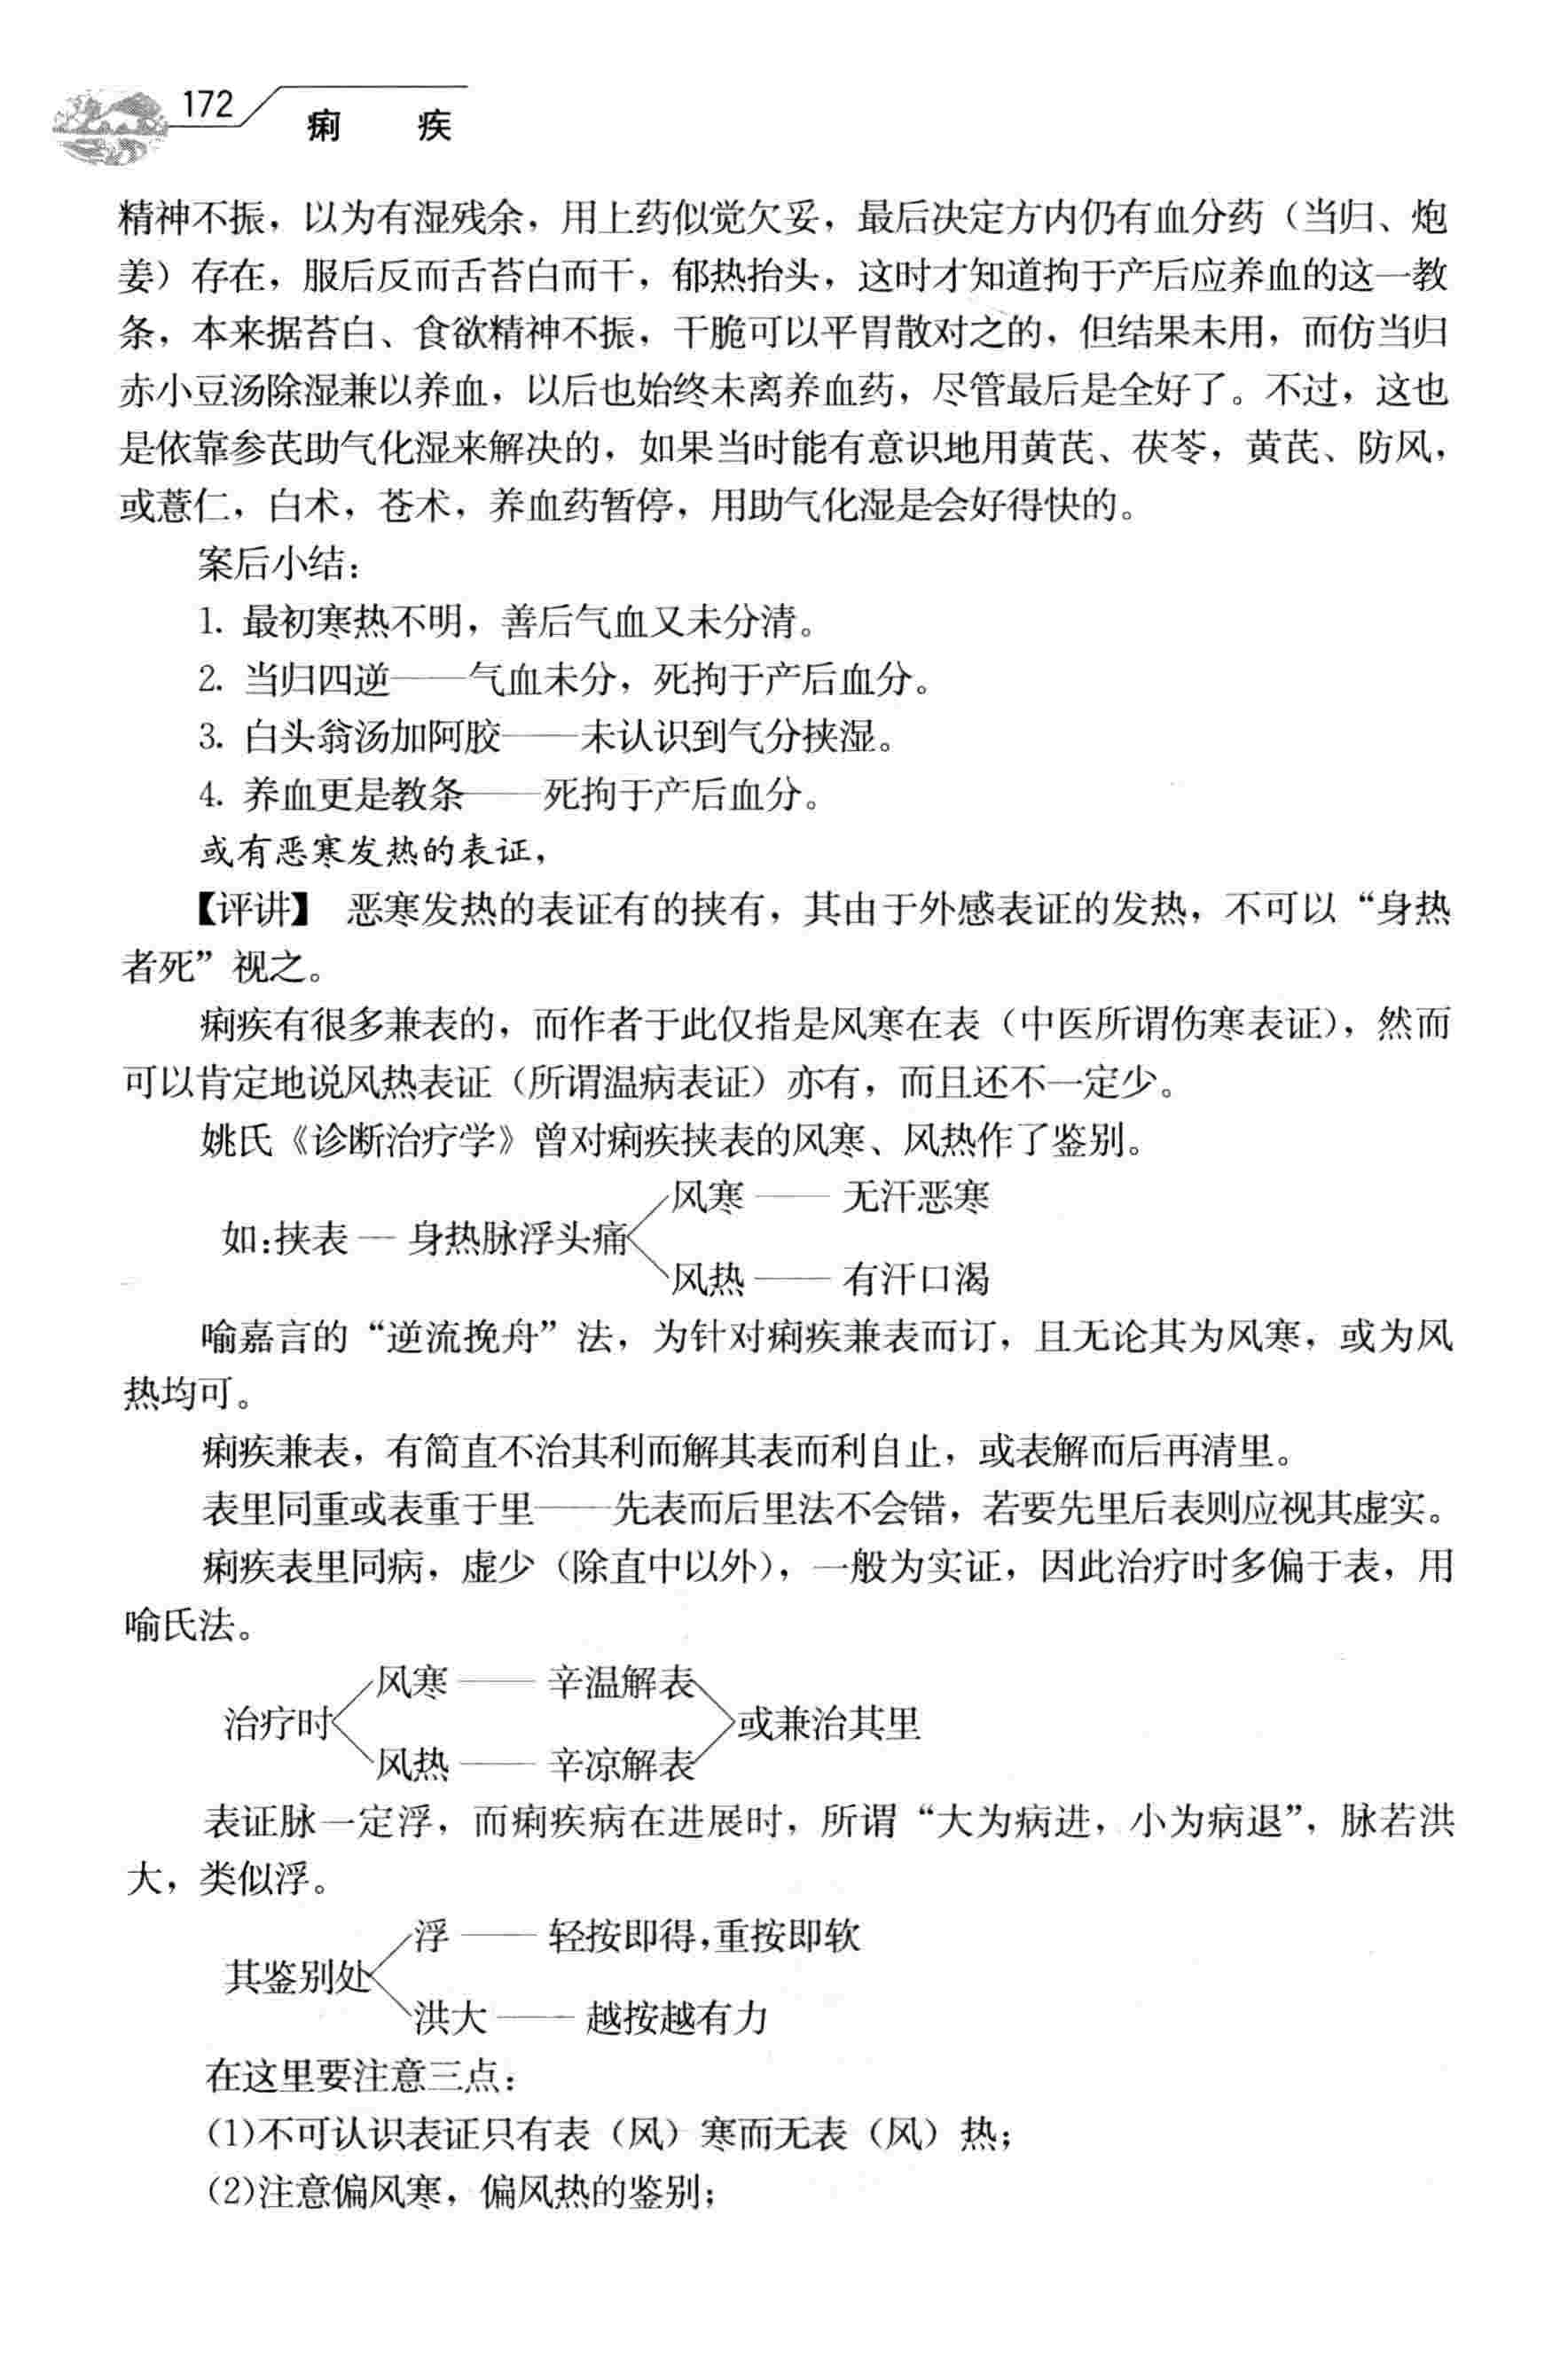 172
痢 疾
精神不振，以为有湿残余，用上药似觉欠妥，最后决定方内仍有血分药（当归、炮
姜）存在，服后反而舌苔白而干，郁热抬头，这时才知道拘于产后应养血的这一教
条，本来据苔白、食欲精神不振，干脆可以平胃散对之的，但结果未用，而仿当归
赤小豆汤除湿兼以养血，以后也始终未离养血药，尽管最后是全好了。不过，这也
是依靠参芪助气化湿来解决的，如果当时能有意识地用黄芪、茯苓，黄芪、防风，
或薏仁，白术，苍术，养血药暂停，用助气化湿是会好得快的。
案后小结：
1. 最初寒热不明，善后气血又未分清。
2. 当归四逆——气血未分，死拘于产后血分。
3. 白头翁汤加阿胶——未认识到气分挟湿。
4. 养血更是教条——死拘于产后血分。
或有恶寒发热的表证，
【评讲】 恶寒发热的表证有的挟有，其由于外感表证的发热，不可以“身热
者死”视之。
痢疾有很多兼表的，而作者于此仅指是风寒在表（中医所谓伤寒表证），然而
可以肯定地说风热表证（所谓温病表证）亦有，而且还不一定少。
姚氏《诊断治疗学》曾对痢疾挟表的风寒、风热作了鉴别。
风寒 —— 无汗恶寒
如：挟表 — 身热脉浮头痛
风热 —— 有汗口渴
喻嘉言的“逆流挽舟”法，为针对痢疾兼表而订，且无论其为风寒，或为风
热均可。
痢疾兼表，有简直不治其利而解其表而利自止，或表解而后再清里。
表里同重或表重于里——先表而后里法不会错，若要先里后表则应视其虚实。
痢疾表里同病，虚少（除直中以外），一般为实证，因此治疗时多偏于表，用
喻氏法。
风寒 —— 辛温解表
治疗时 或兼治其里
风热 —— 辛凉解表
表证脉一定浮，而痢疾病在进展时，所谓“大为病进，小为病退”，脉若洪
大，类似浮。
浮 —— 轻按即得，重按即软
其鉴别处
洪大 —— 越按越有力
在这里要注意三点：
(1)不可认识表证只有表（风）寒而无表（风）热；
(2)注意偏风寒，偏风热的鉴别；